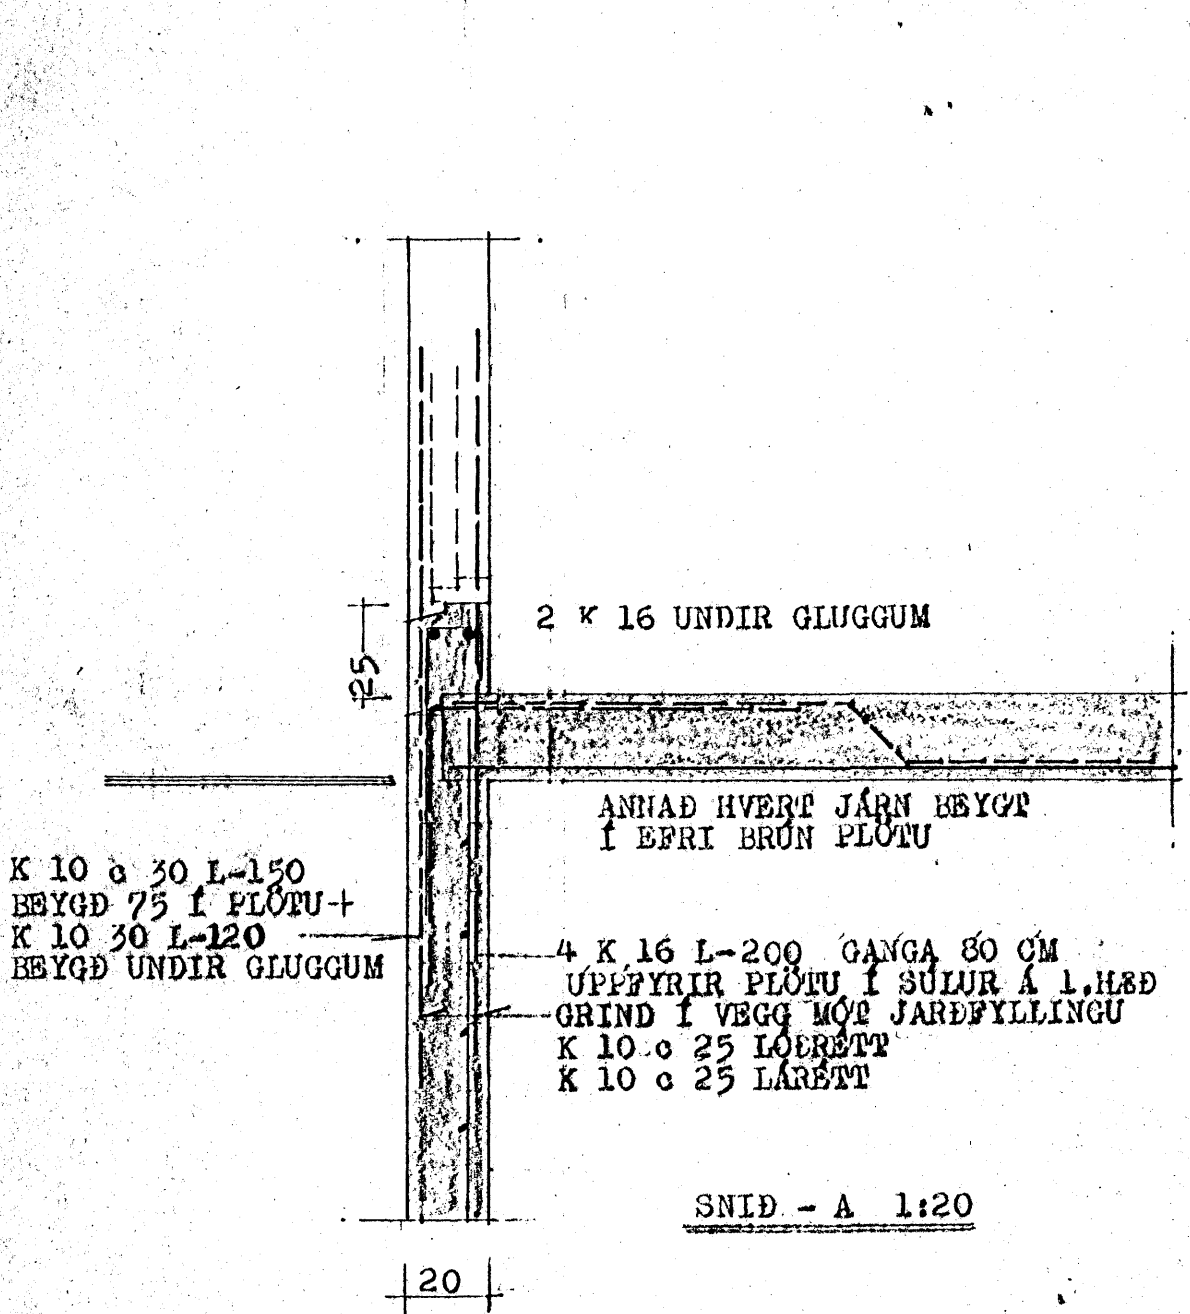 2 K 16 UNDIR GLUGGUM
25
ANNAÐ HVERT JÁRN BEYGT
Í EFRI BRÚN PLÖTU
K 10 c 30 L-150
BEYGÐ 75 Í PLÖTU+
K 10 30 L-120
BEYGÐ UNDIR GLUGGUM
4 K 16 L-200 GANGA 80 CM
UPPFYRIR PLÖTU Í SÚLUR Á 1.HÆÐ
GRIND Í VEGG MÓT JARÐFYLLINGU
K 10 c 25 LÓÐRÉTT
K 10 c 25 LÁRÉTT
SNIÐ - A 1:20
20